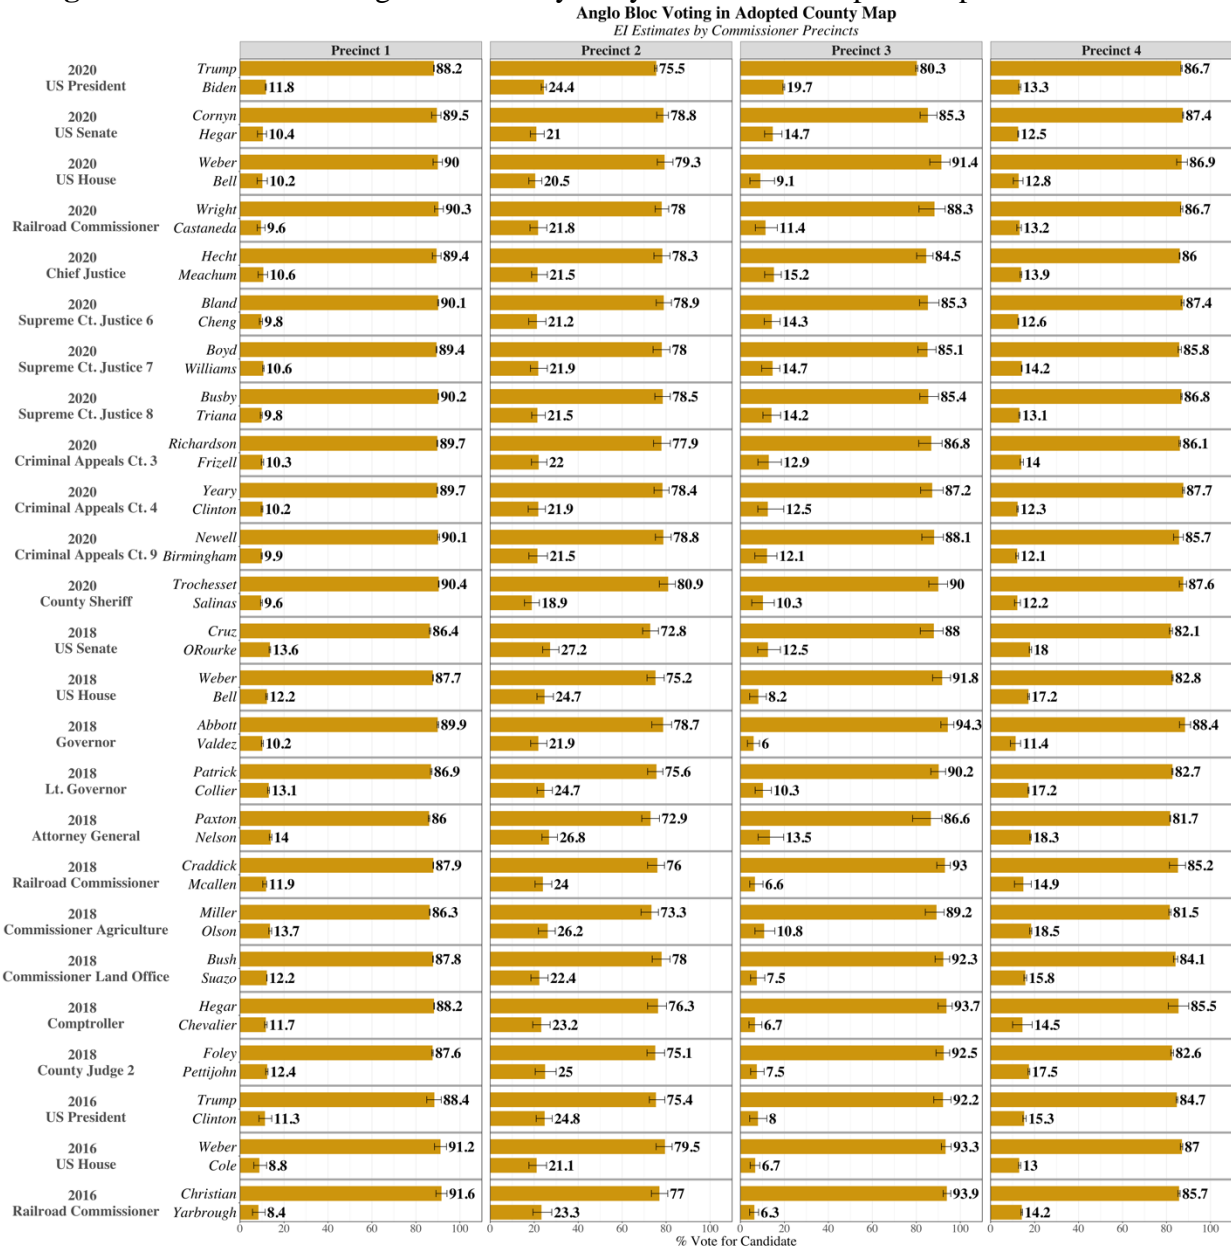 Anglo Bloc Voting in Adopted County Map
EI Estimates by Commissioner Precincts
Precinct 1 Precinct 2 Precinct 3 Precinct 4
2020 US President
Trump 88.2 75.5 80.3 86.7
Biden 11.8 24.4 19.7 13.3
2020 US Senate
Cornyn 89.5 78.8 85.3 87.4
Hegar 10.4 21 14.7 12.5
2020 US House
Weber 90 79.3 91.4 86.9
Bell 10.2 20.5 9.1 12.8
2020 Railroad Commissioner
Wright 90.3 78 88.3 86.7
Castaneda 9.6 21.8 11.4 13.2
2020 Chief Justice
Hecht 89.4 78.3 84.5 86
Meachum 10.6 21.5 15.2 13.9
2020 Supreme Ct. Justice 6
Bland 90.1 78.9 85.3 87.4
Cheng 9.8 21.2 14.3 12.6
2020 Supreme Ct. Justice 7
Boyd 89.4 78 85.1 85.8
Williams 10.6 21.9 14.7 14.2
2020 Supreme Ct. Justice 8
Busby 90.2 78.5 85.4 86.8
Triana 9.8 21.5 14.2 13.1
2020 Criminal Appeals Ct. 3
Richardson 89.7 77.9 86.8 86.1
Frizell 10.3 22 12.9 14
2020 Criminal Appeals Ct. 4
Yeary 89.7 78.4 87.2 87.7
Clinton 10.2 21.9 12.5 12.3
2020 Criminal Appeals Ct. 9
Newell 90.1 78.8 88.1 85.7
Birmingham 9.9 21.5 12.1 12.1
2020 County Sheriff
Trochesset 90.4 80.9 90 87.6
Salinas 9.6 18.9 10.3 12.2
2018 US Senate
Cruz 86.4 72.8 88 82.1
ORourke 13.6 27.2 12.5 18
2018 US House
Weber 87.7 75.2 91.8 82.8
Bell 12.2 24.7 8.2 17.2
2018 Governor
Abbott 89.9 78.7 94.3 88.4
Valdez 10.2 21.9 6 11.4
2018 Lt. Governor
Patrick 86.9 75.6 90.2 82.7
Collier 13.1 24.7 10.3 17.2
2018 Attorney General
Paxton 86 72.9 86.6 81.7
Nelson 14 26.8 13.5 18.3
2018 Railroad Commissioner
Craddick 87.9 76 93 85.2
Mcallen 11.9 24 6.6 14.9
2018 Commissioner Agriculture
Miller 86.3 73.3 89.2 81.5
Olson 13.7 26.2 10.8 18.5
2018 Commissioner Land Office
Bush 87.8 78 92.3 84.1
Suazo 12.2 22.4 7.5 15.8
2018 Comptroller
Hegar 88.2 76.3 93.7 85.5
Chevalier 11.7 23.2 6.7 14.5
2018 County Judge 2
Foley 87.6 75.1 92.5 82.6
Pettijohn 12.4 25 7.5 17.5
2016 US President
Trump 88.4 75.4 92.2 84.7
Clinton 11.3 24.8 8 15.3
2016 US House
Weber 91.2 79.5 93.3 87
Cole 8.8 21.1 6.7 13
2016 Railroad Commissioner
Christian 91.6 77 93.9 85.7
Yarbrough 8.4 23.3 6.3 14.2
0 20 40 60 80 100 0 20 40 60 80 100 0 20 40 60 80 100 0 20 40 60 80 100
% Vote for Candidate